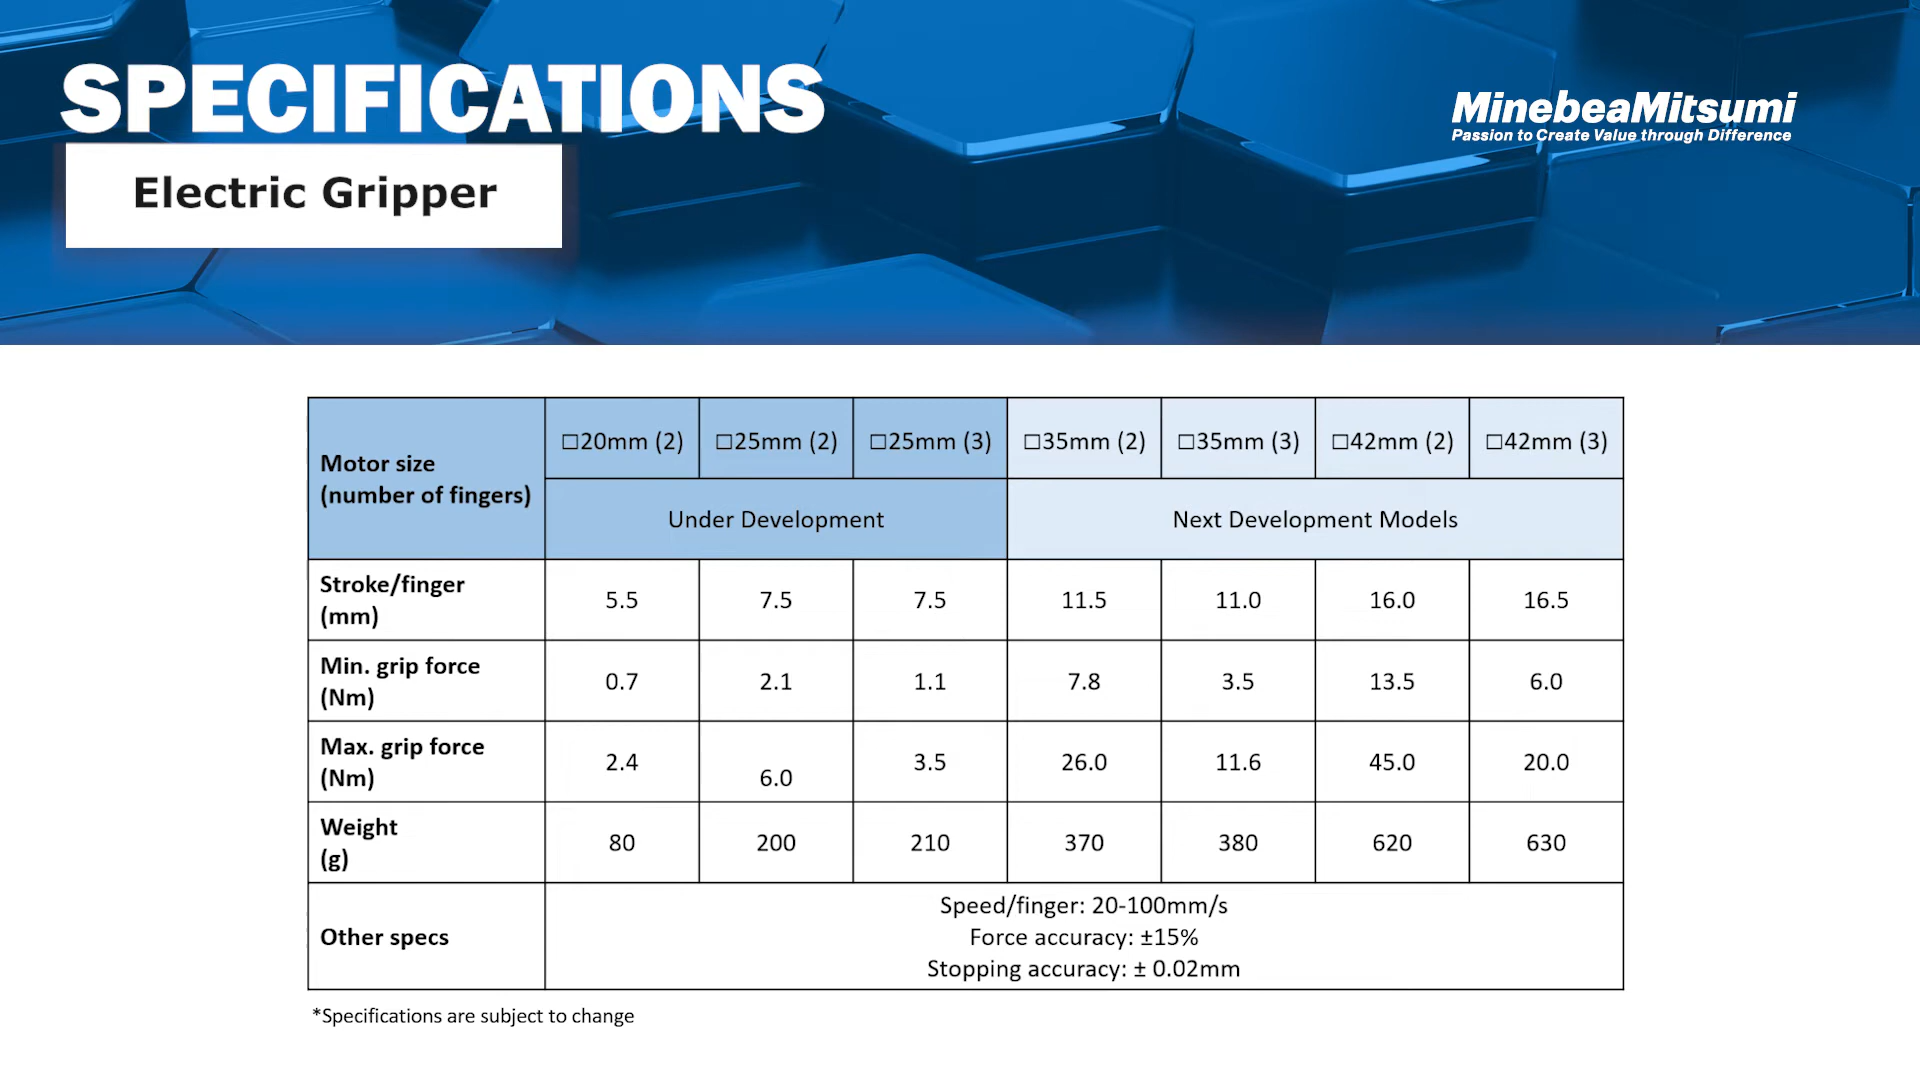 SPECIFICATIONS
Electric Gripper
MinebeaMitsumi
Passion to Create Value through Difference
Motor size
(number of fingers)
□20mm (2) □25mm (2) □25mm (3) □35mm (2) □35mm (3) □42mm (2) □42mm (3)
Under Development Next Development Models
Stroke/finger
(mm)
5.5 7.5 7.5 11.5 11.0 16.0 16.5
Min. grip force
(Nm)
0.7 2.1 1.1 7.8 3.5 13.5 6.0
Max. grip force
(Nm)
2.4 6.0 3.5 26.0 11.6 45.0 20.0
Weight
(g)
80 200 210 370 380 620 630
Other specs
Speed/finger: 20-100mm/s
Force accuracy: ±15%
Stopping accuracy: ± 0.02mm
*Specifications are subject to change